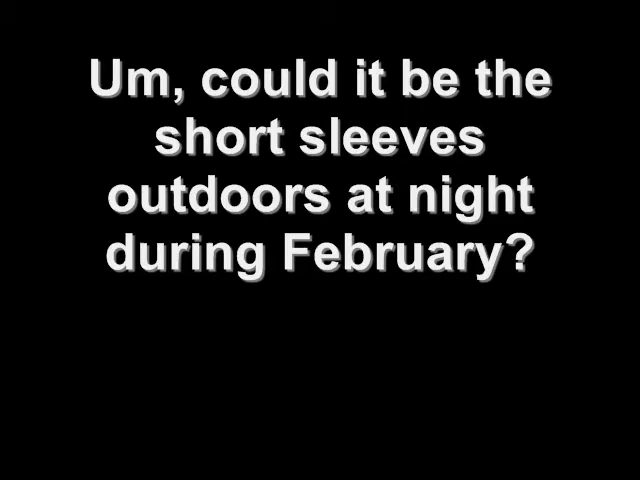 Um, could it be the
short sleeves
outdoors at night
during February?